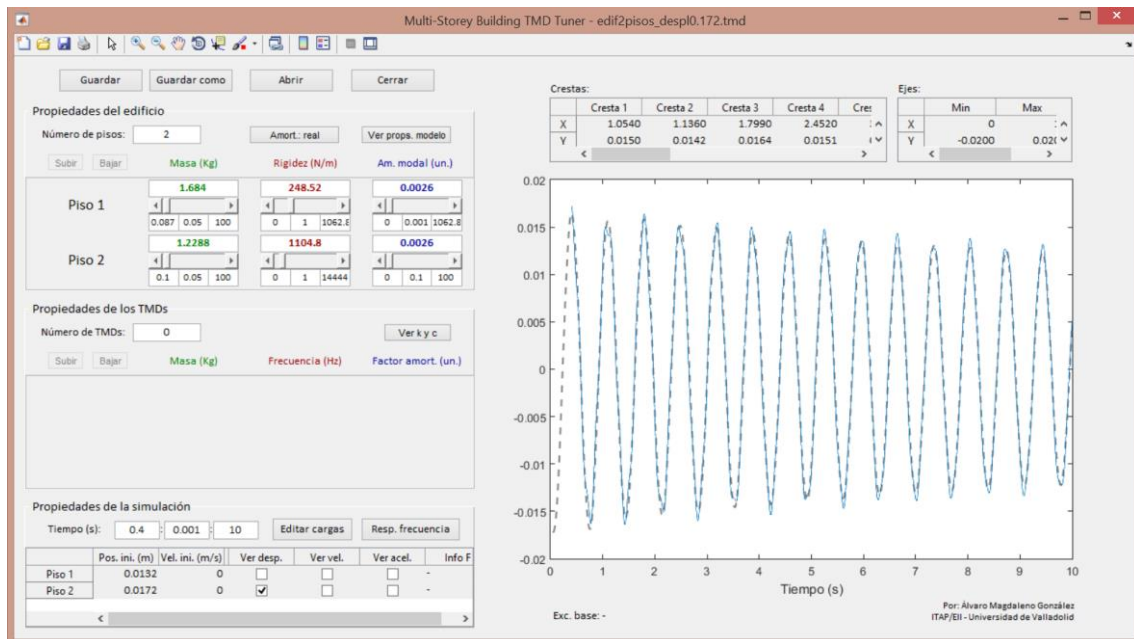 Multi-Storey Building TMD Tuner - edif2pisos_despl0.172.tmd
Guardar Guardar como Abrir Cerrar
Propiedades del edificio
Número de pisos: 2 Amort.: real Ver props. modelo
Subir Bajar Masa (Kg) Rigidez (N/m) Am. modal (un.)
1.684 248.52 0.0026
Piso 1
0.087 0.05 100 0 1 1062.8 0 0.001 1062.8
1.2288 1104.8 0.0026
Piso 2
0.1 0.05 100 0 1 14444 0 0.1 100
Propiedades de los TMDs
Número de TMDs: 0 Ver k y c
Subir Bajar Masa (Kg) Frecuencia (Hz) Factor amort. (un.)
Propiedades de la simulación
Tiempo (s): 0.4 : 0.001 : 10 Editar cargas Resp. frecuencia
Pos. ini. (m) Vel. ini. (m/s) Ver desp. Ver vel. Ver acel. Info F
Piso 1 0.0132 0 -
Piso 2 0.0172 0 -
Crestas:
Cresta 1 Cresta 2 Cresta 3 Cresta 4 Cres
X 1.0540 1.1360 1.7990 2.4520
Y 0.0150 0.0142 0.0164 0.0151
Ejes:
Min Max
X 0
Y -0.0200 0.020
0.02
0.015
0.01
0.005
0
-0.005
-0.01
-0.015
-0.02
0 1 2 3 4 5 6 7 8 9 10
Tiempo (s)
Exc. base: -
Por: Álvaro Magdaleno González
ITAP/EII - Universidad de Valladolid